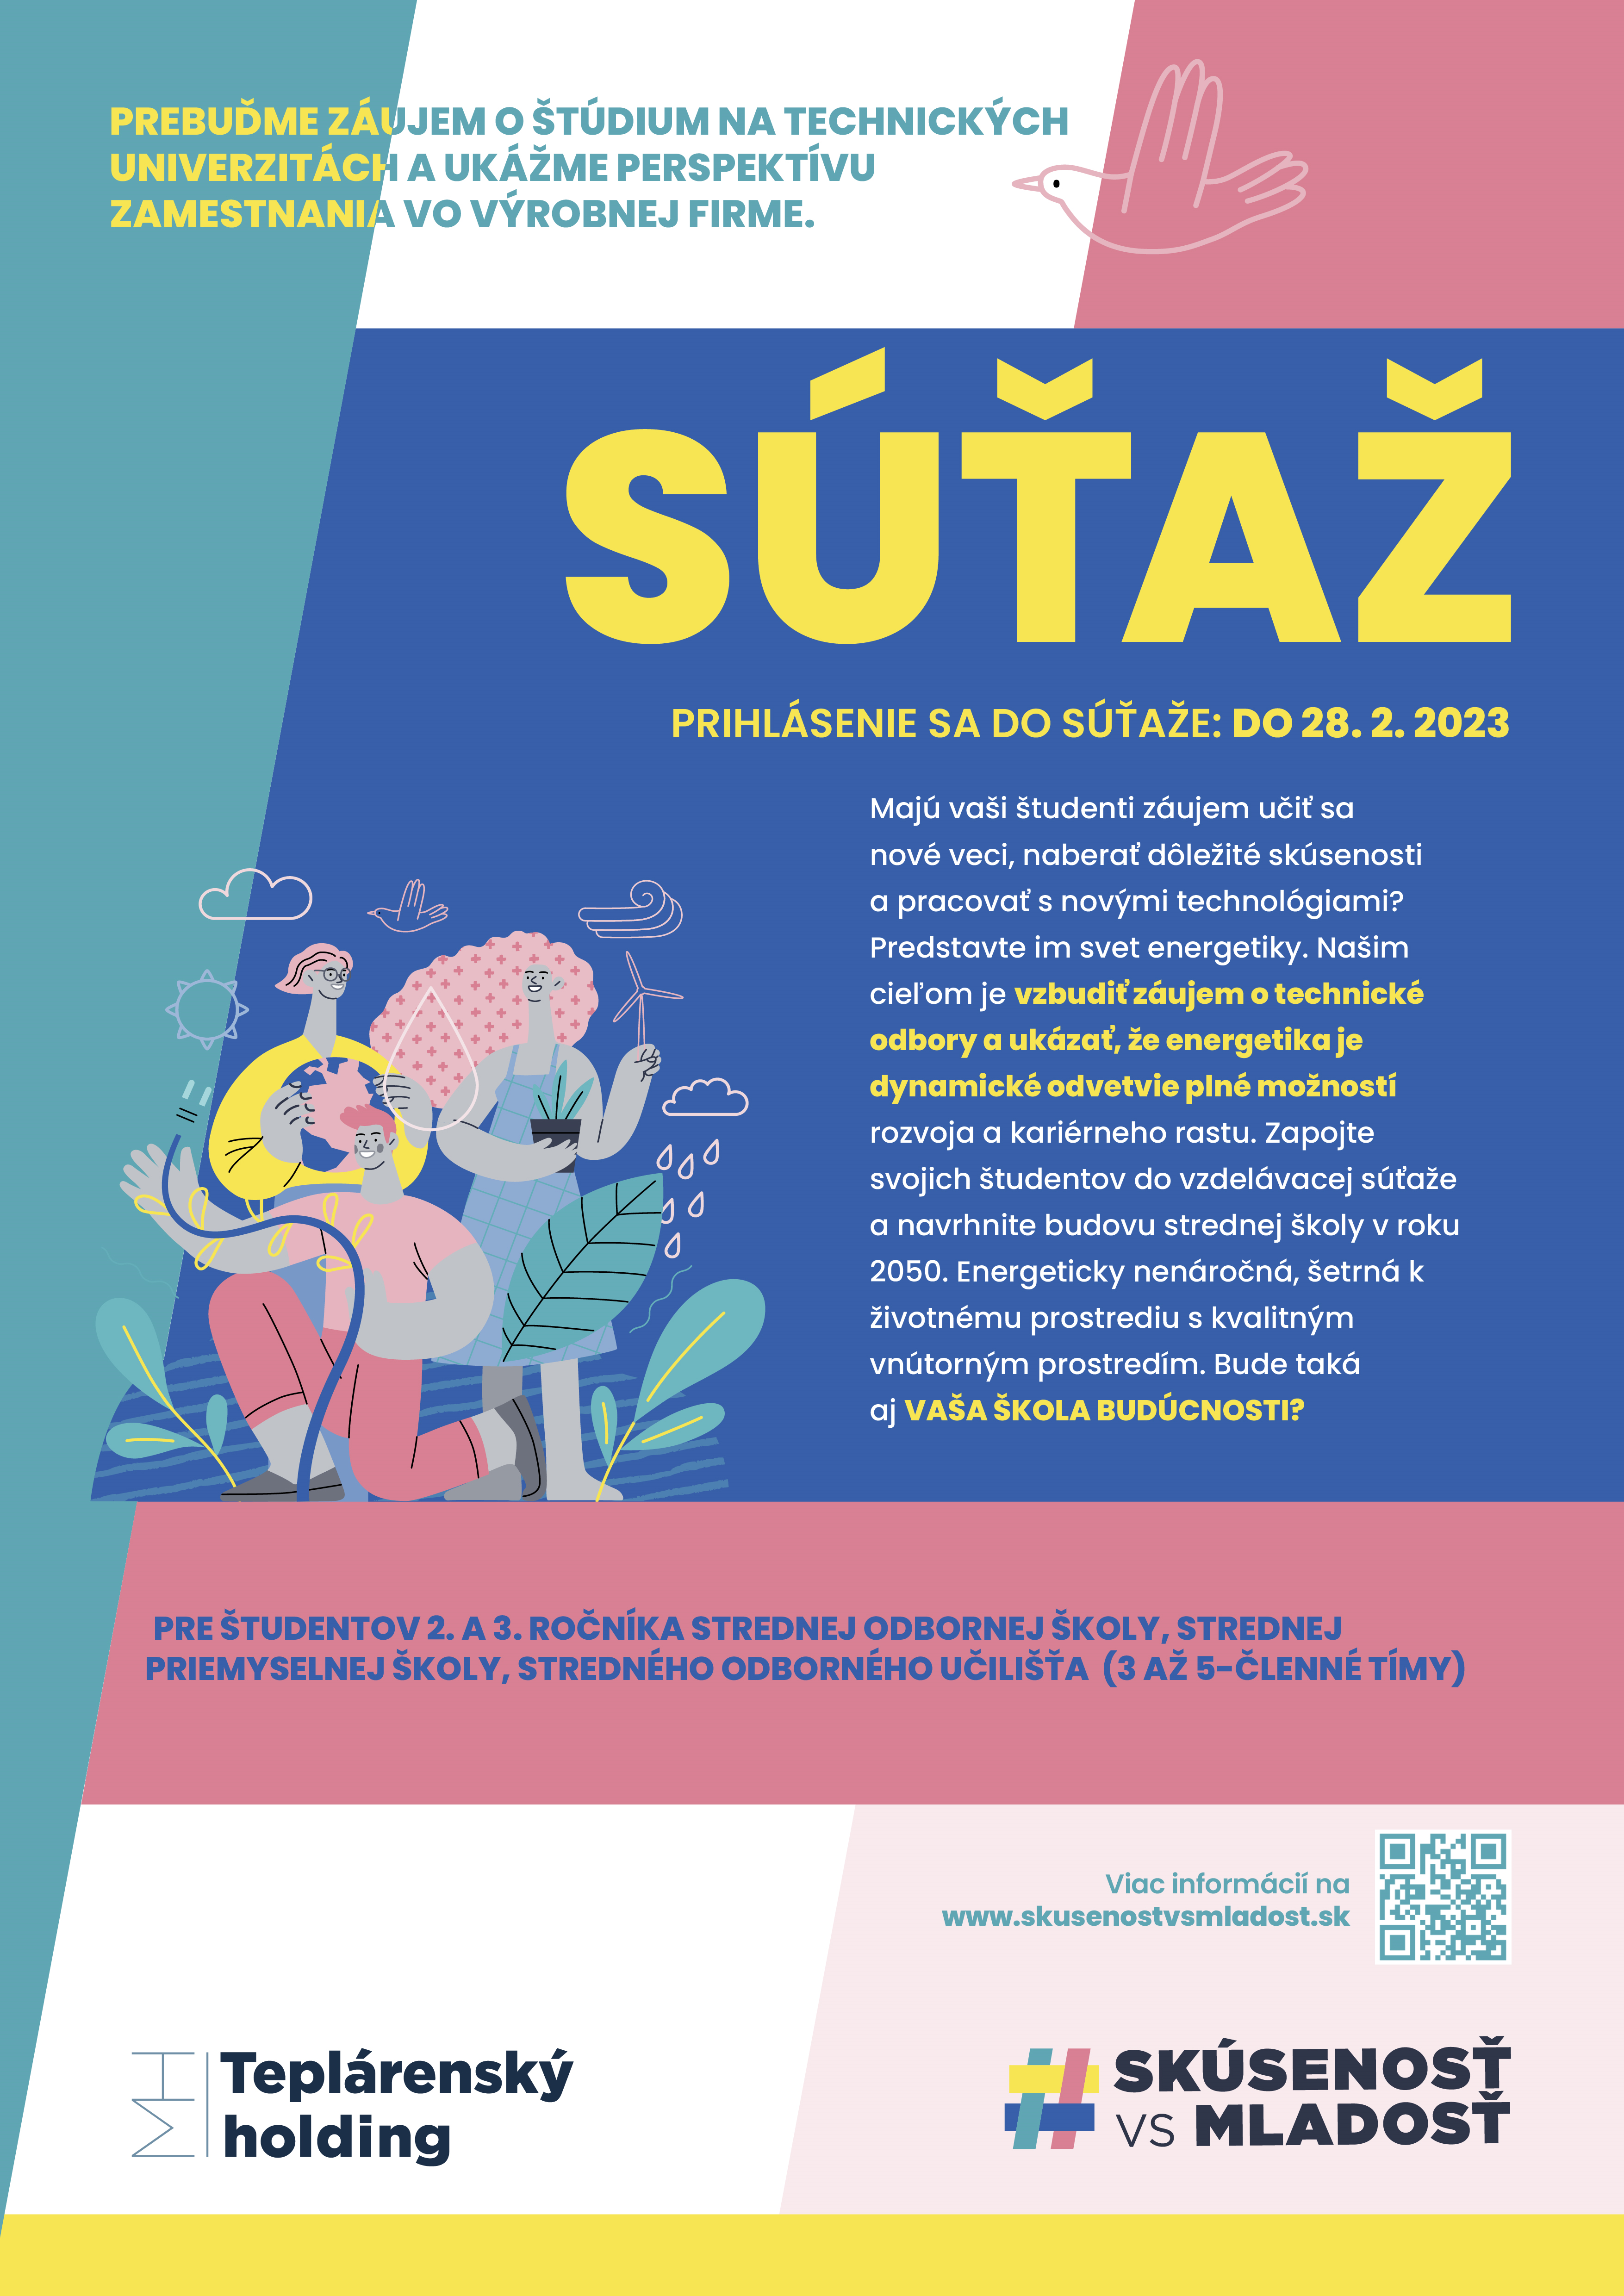 PREBUĎME ZÁUJEM O ŠTÚDIUM NA TECHNICKÝCH
UNIVERZITÁCH A UKÁŽME PERSPEKTÍVU
ZAMESTNANIA VO VÝROBNEJ FIRME.
SÚŤAŽ
PRIHLÁSENIE SA DO SÚŤAŽE: DO 28. 2. 2023
Majú vaši študenti záujem učiť sa
nové veci, naberať dôležité skúsenosti
a pracovať s novými technológiami?
Predstavte im svet energetiky. Našim
cieľom je vzbudiť záujem o technické
odbory a ukázať, že energetika je
dynamické odvetvie plné možností
rozvoja a kariérneho rastu. Zapojte
svojich študentov do vzdelávacej súťaže
a navrhnite budovu strednej školy v roku
2050. Energeticky nenáročná, šetrná k
životnému prostrediu s kvalitným
vnútorným prostredím. Bude taká
aj VAŠA ŠKOLA BUDÚCNOSTI?
PRE ŠTUDENTOV 2. A 3. ROČNÍKA STREDNEJ ODBORNEJ ŠKOLY, STREDNEJ
PRIEMYSELNEJ ŠKOLY, STREDNÉHO ODBORNÉHO UČILIŠŤA (3 AŽ 5-ČLENNÉ TÍMY)
Viac informácií na
www.skusenostvsmladost.sk
Teplárenský
holding
# SKÚSENOSŤ
VS MLADOSŤ